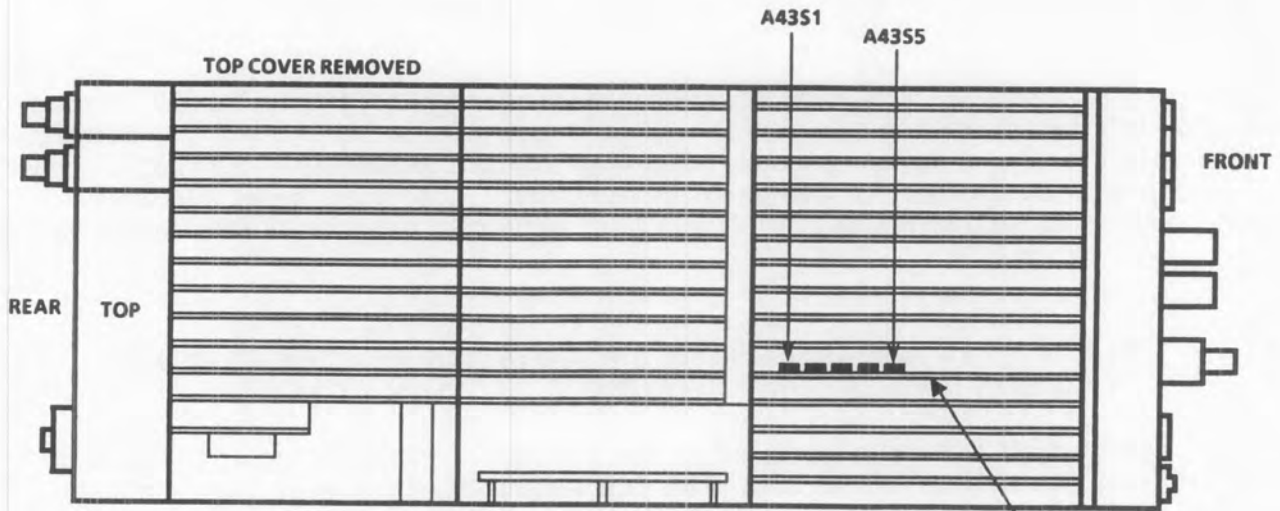 A43S1
A43S5
TOP COVER REMOVED
FRONT
REAR
TOP